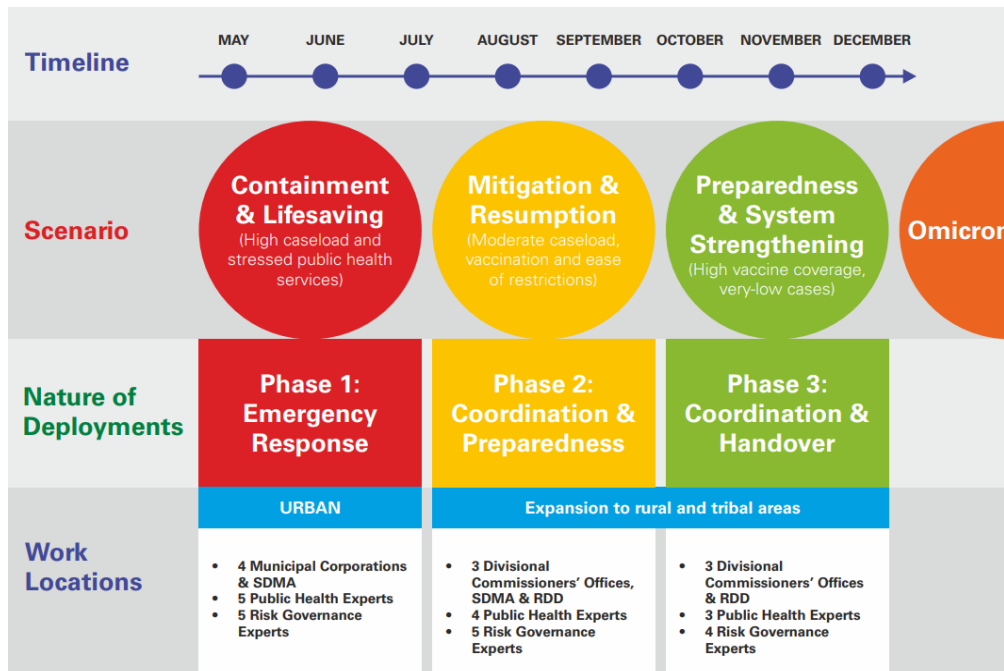 Timeline
MAY JUNE JULY AUGUST SEPTEMBER OCTOBER NOVEMBER DECEMBER
Scenario
Containment
& Lifesaving
(High caseload and
stressed public health
services)
Mitigation &
Resumption
(Moderate caseload,
vaccination and ease
of restrictions)
Preparedness
& System
Strengthening
(High vaccine coverage,
very-low cases)
Omicron
Nature of
Deployments
Phase 1:
Emergency
Response
Phase 2:
Coordination &
Preparedness
Phase 3:
Coordination &
Handover
Work
Locations
URBAN
Expansion to rural and tribal areas
• 4 Municipal Corporations
& SDMA
• 5 Public Health Experts
• 5 Risk Governance
Experts
• 3 Divisional
Commissioners’ Offices,
SDMA & RDD
• 4 Public Health Experts
• 5 Risk Governance
Experts
• 3 Divisional
Commissioners’ Offices
& RDD
• 3 Public Health Experts
• 4 Risk Governance
Experts